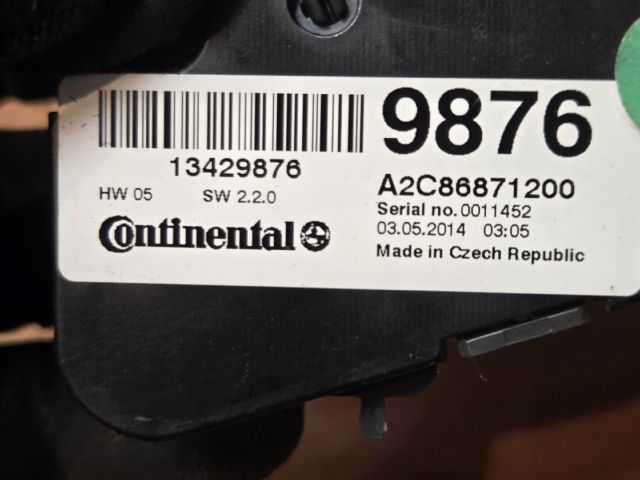 9876
13429876
HW 05 SW 2.2.0
Continental
A2C86871200
Serial no. 0011452
03.05.2014 03:05
Made in Czech Republic